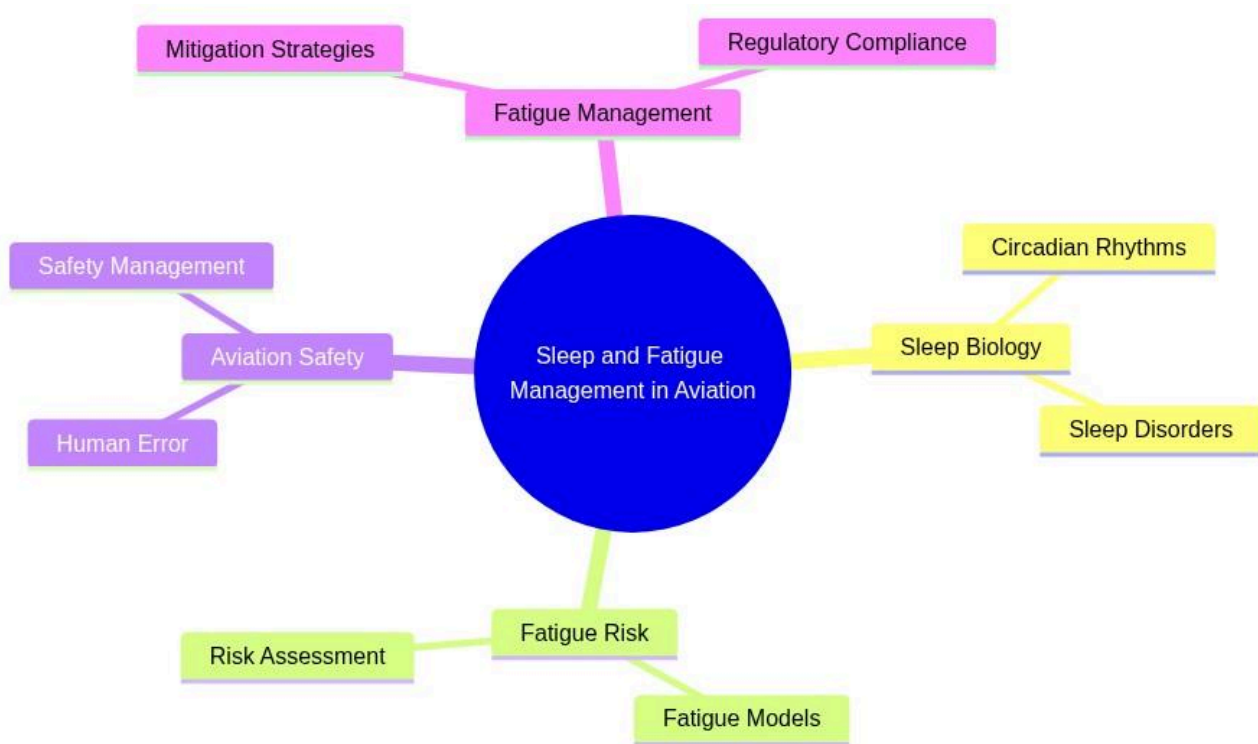 Mitigation Strategies
Regulatory Compliance
Fatigue Management
Safety Management
Circadian Rhythms
Aviation Safety
Sleep and Fatigue
Management in Aviation
Sleep Biology
Human Error
Sleep Disorders
Risk Assessment
Fatigue Risk
Fatigue Models